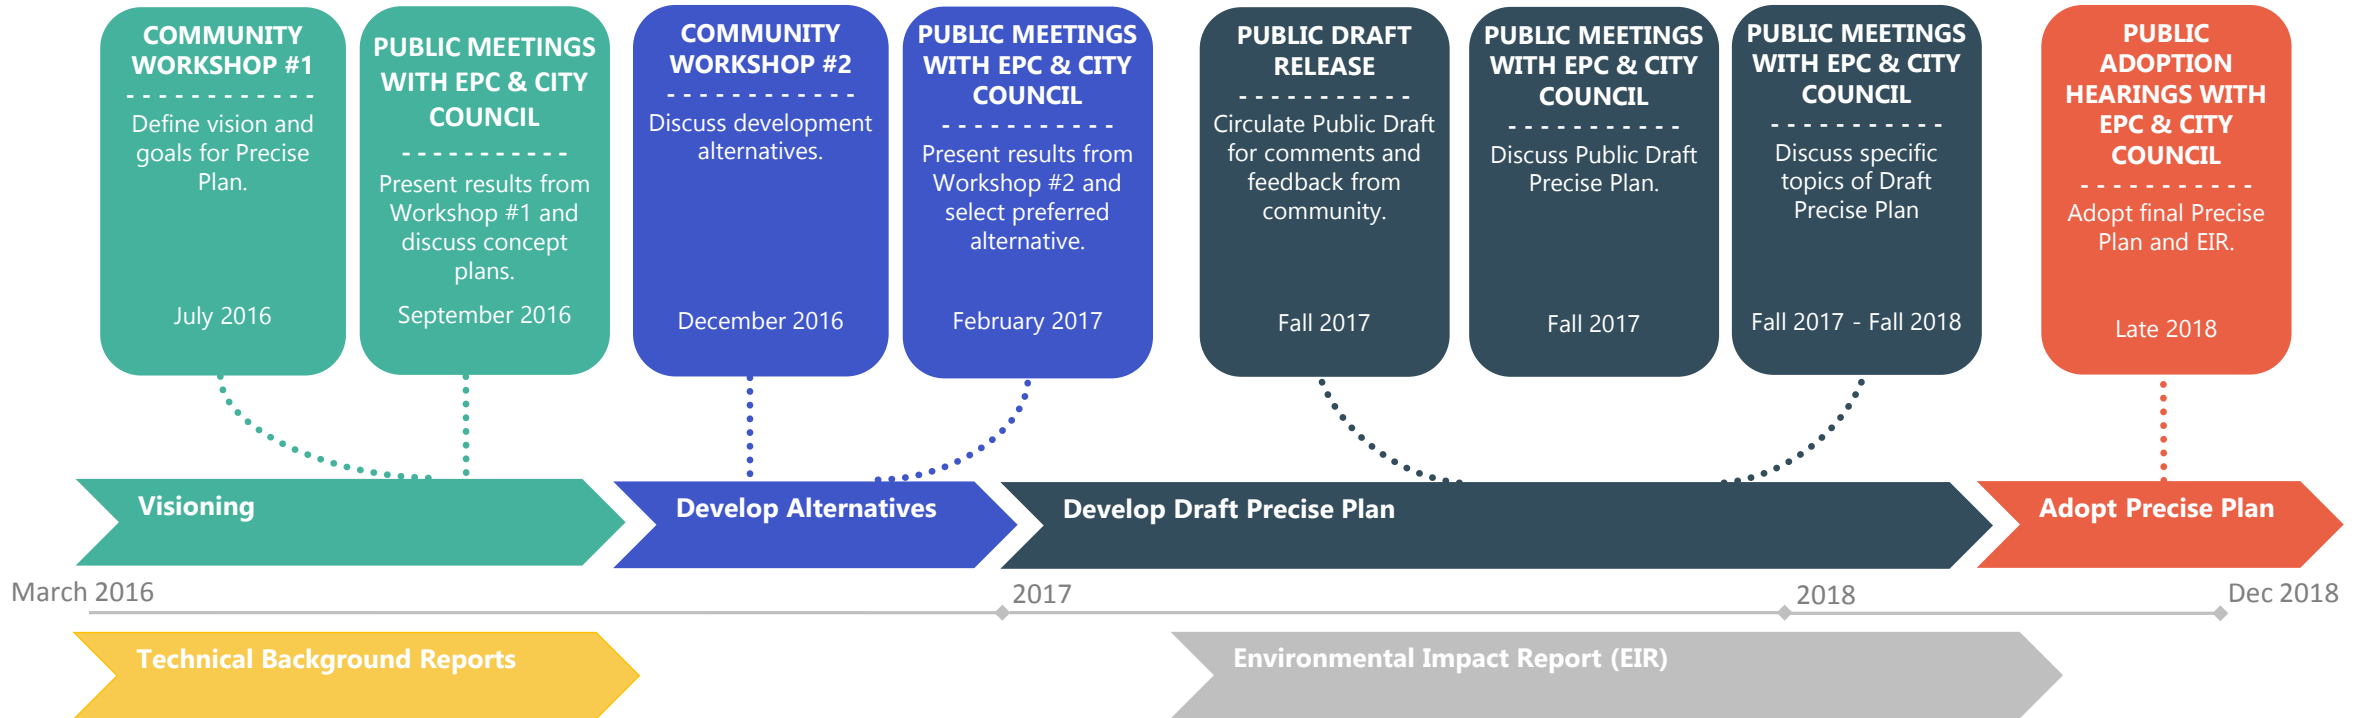 COMMUNITY
WORKSHOP #1
- - - - - - - - - - - -
Define vision and
goals for Precise
Plan.
July 2016
PUBLIC MEETINGS
WITH EPC & CITY
COUNCIL
- - - - - - - - - - -
Present results from
Workshop #1 and
discuss concept
plans.
September 2016
COMMUNITY
WORKSHOP #2
- - - - - - - - - - - -
Discuss development
alternatives.
December 2016
PUBLIC MEETINGS
WITH EPC & CITY
COUNCIL
- - - - - - - - - - -
Present results from
Workshop #2 and
select preferred
alternative.
February 2017
PUBLIC DRAFT
RELEASE
- - - - - - - - - - -
Circulate Public Draft
for comments and
feedback from
community.
Fall 2017
PUBLIC MEETINGS
WITH EPC & CITY
COUNCIL
- - - - - - - - - - -
Discuss Public Draft
Precise Plan.
Fall 2017
PUBLIC MEETINGS
WITH EPC & CITY
COUNCIL
- - - - - - - - - - -
Discuss specific
topics of Draft
Precise Plan
Fall 2017 - Fall 2018
PUBLIC
ADOPTION
HEARINGS WITH
EPC & CITY
COUNCIL
- - - - - - - - - - -
Adopt final Precise
Plan and EIR.
Late 2018
Visioning
Develop Alternatives
Develop Draft Precise Plan
Adopt Precise Plan
March 2016
2017
2018
Dec 2018
Technical Background Reports
Environmental Impact Report (EIR)